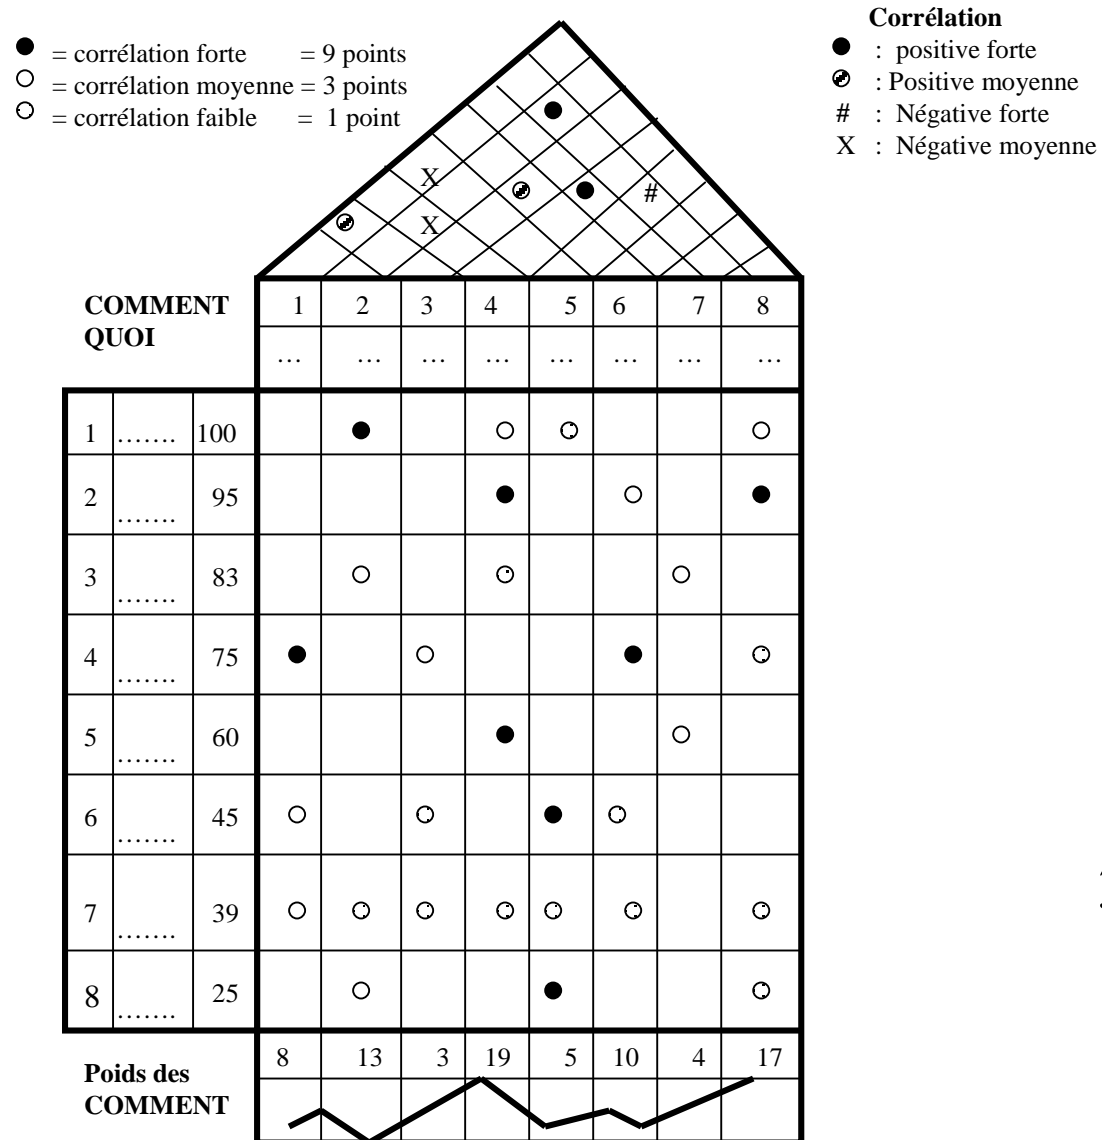 = corrélation forte = 9 points
= corrélation moyenne = 3 points
= corrélation faible = 1 point
Corrélation
: positive forte
: Positive moyenne
# : Négative forte
X : Négative moyenne
X
#
X
COMMENT
QUOI
1 2 3 4 5 6 7 8
... ... ... ... ... ... ... ...
1 ....... 100
2 ....... 95
3 ....... 83
4 ....... 75
5 ....... 60
6 ....... 45
7 ....... 39
8 ....... 25
Poids des
COMMENT
8 13 3 19 5 10 4 17